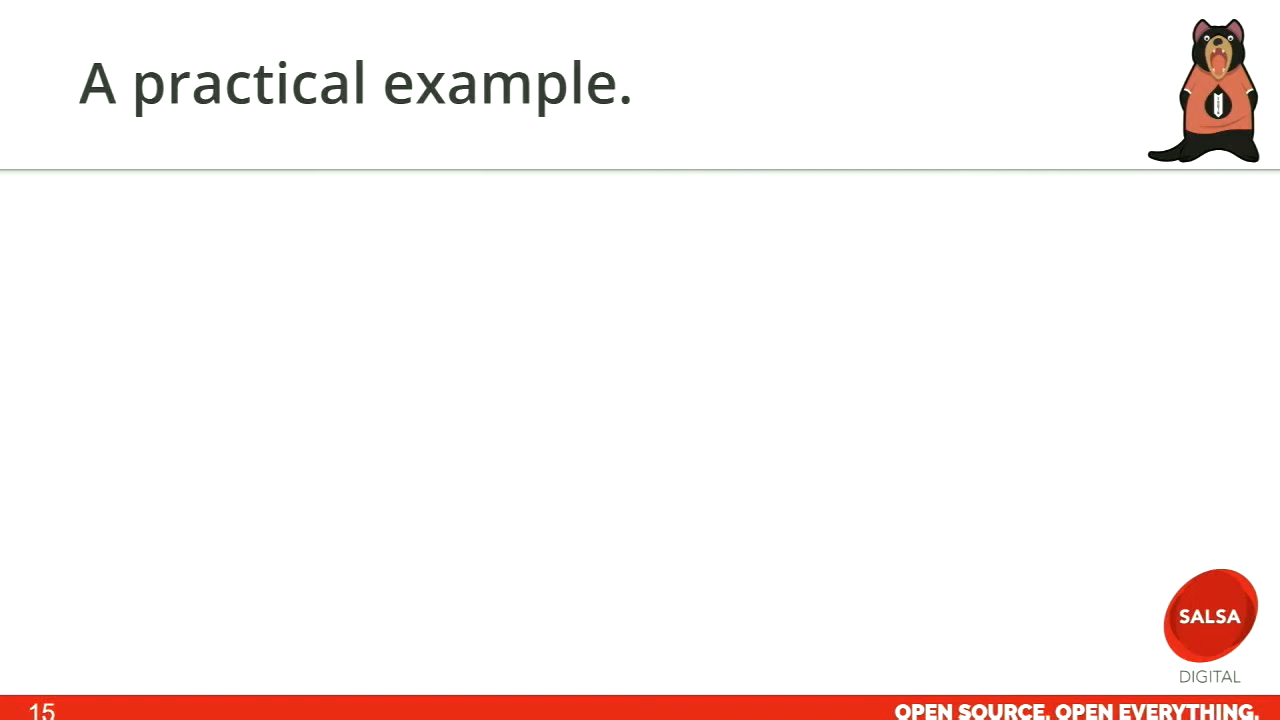 A practical example.
SALSA
DIGITAL
15
OPEN SOURCE. OPEN EVERYTHING.